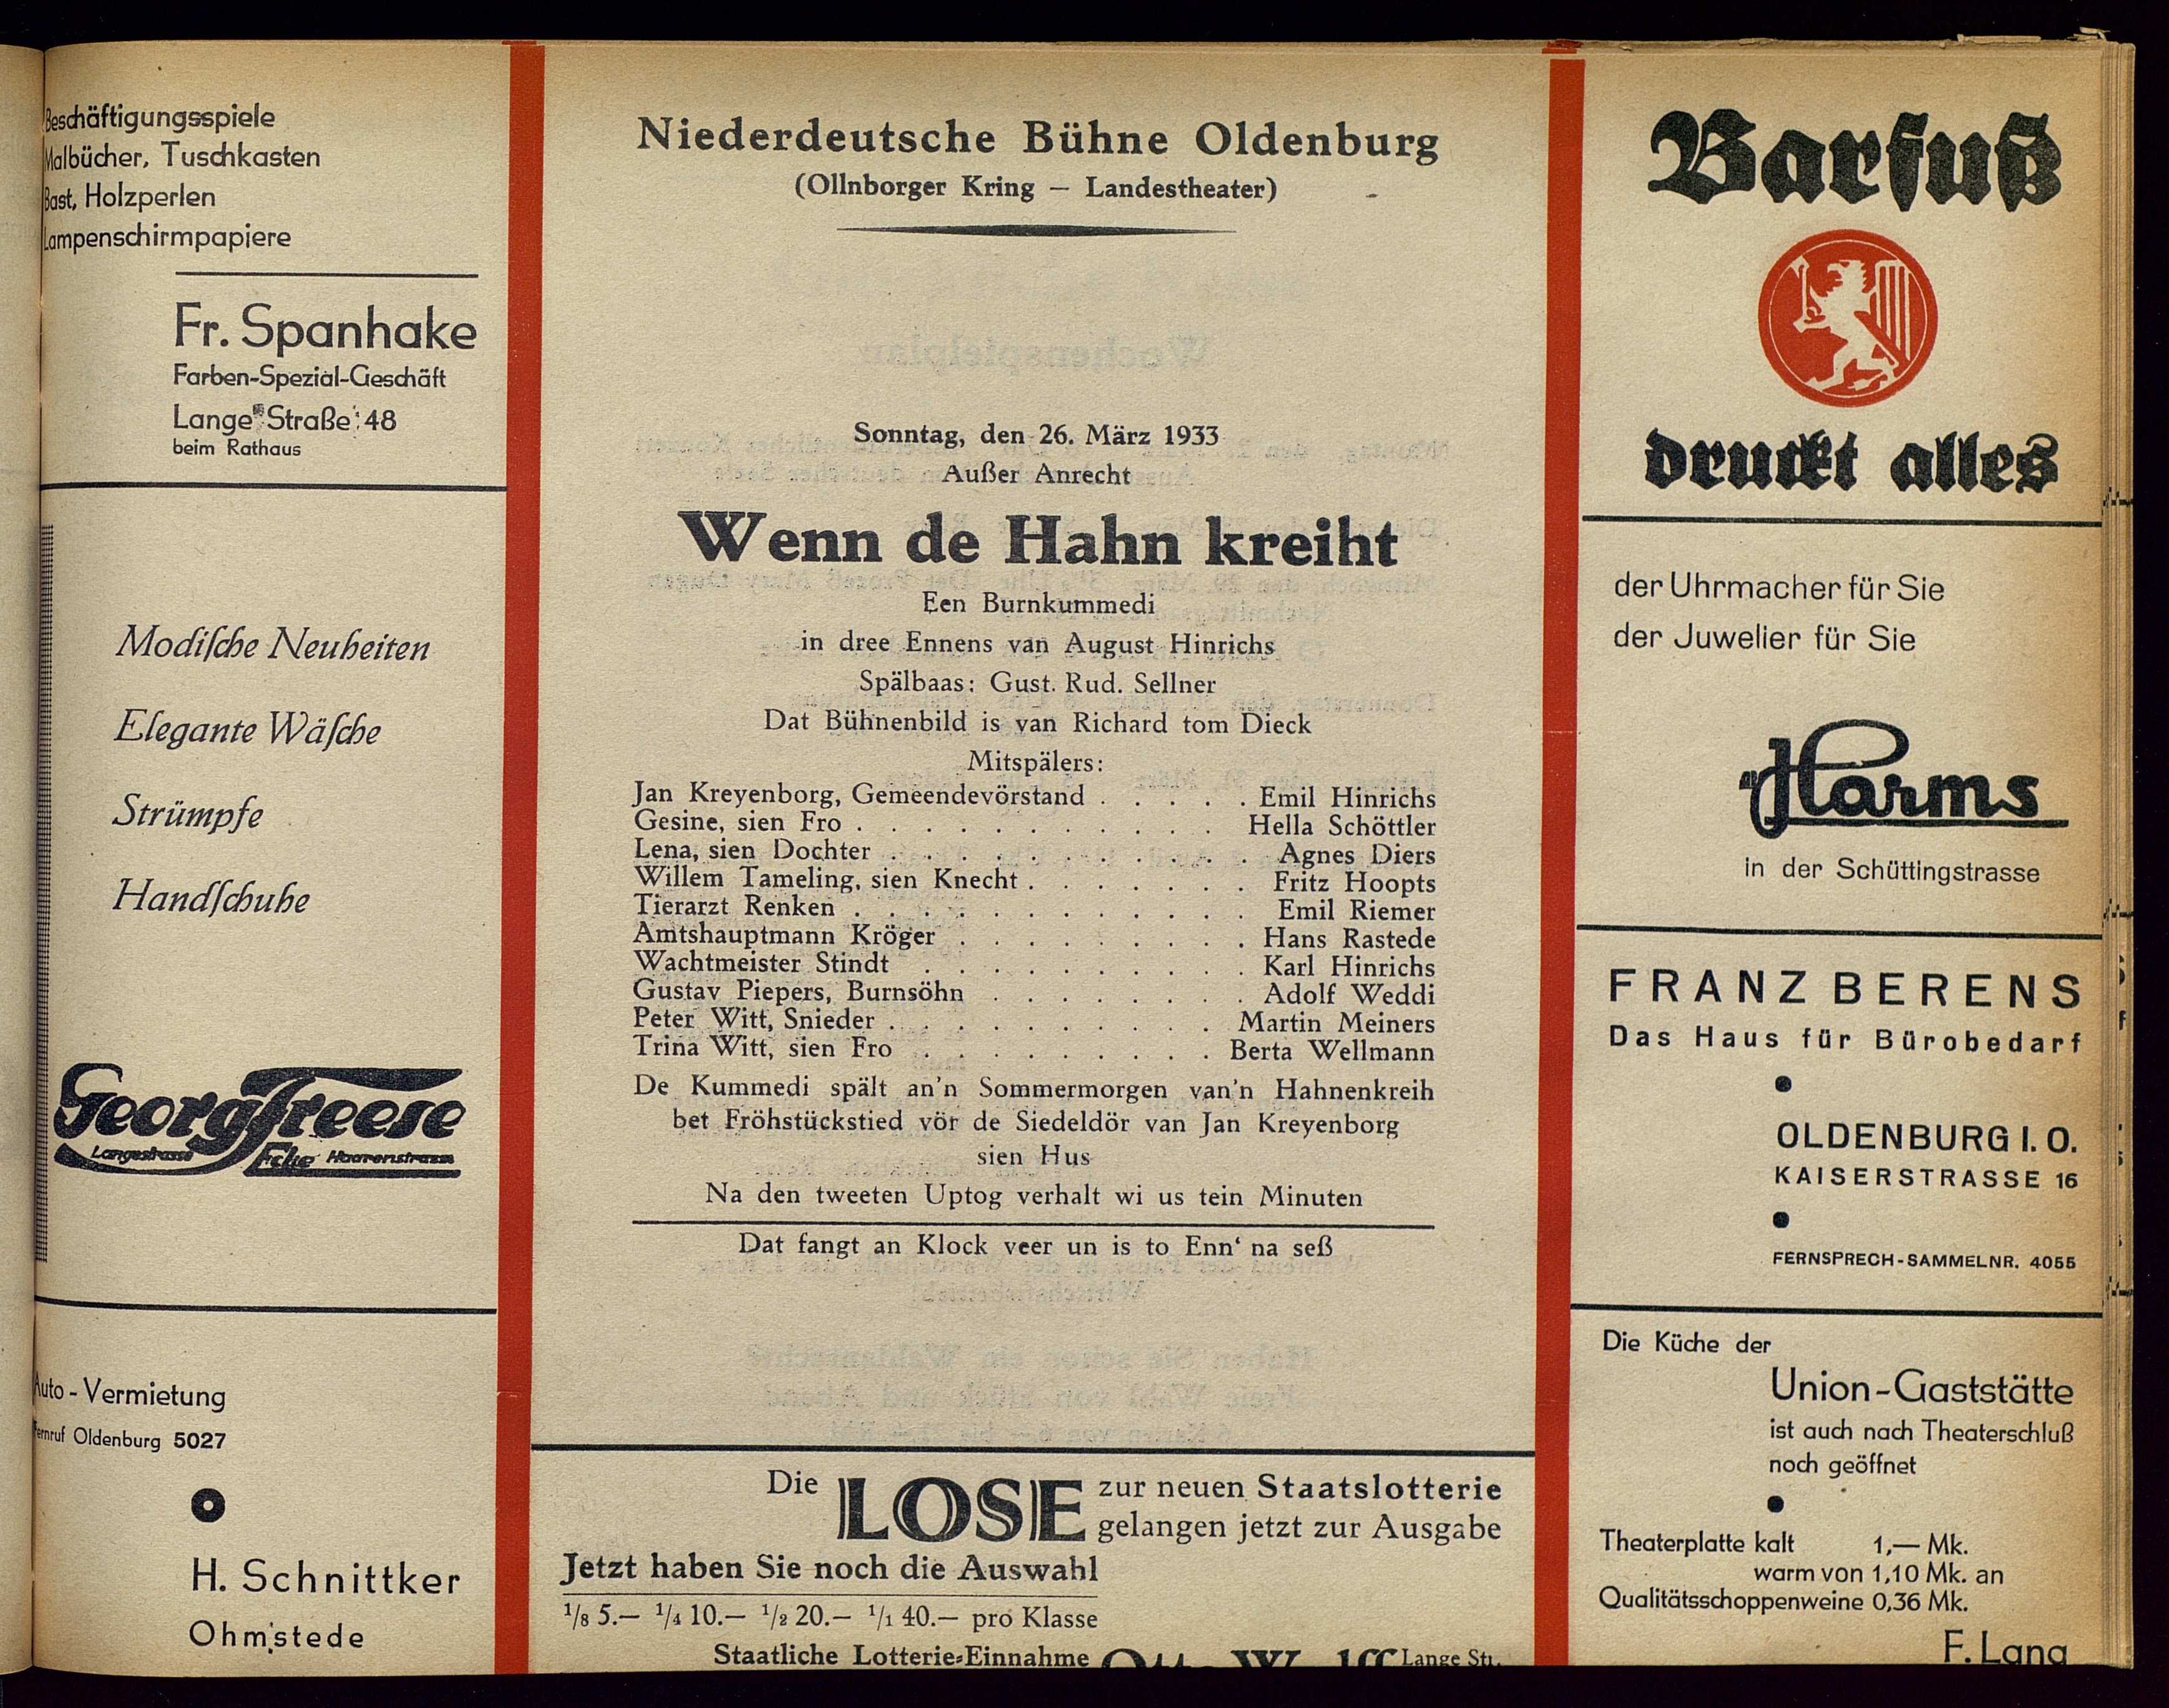 Beschäftigungsspiele
Malbücher, Tuschkasten
Bast, Holzperlen
Lampenschirmpapiere
Fr. Spanhake
Farben-Spezial-Geschäft
Lange Straße 48
beim Rathaus
Modische Neuheiten
Elegante Wäsche
Strümpfe
Handschuhe
Georg Freese
Langestrasse Ecke Haarenstrasse
Auto - Vermietung
Fernruf Oldenburg 5027
H. Schnittker
Ohmstede
Niederdeutsche Bühne Oldenburg
(Ollnborger Kring — Landestheater)
Sonntag, den 26. März 1933
Außer Anrecht
Wenn de Hahn kreiht
Een Burnkummedi
in dree Ennens van August Hinrichs
Spälbaas: Gust. Rud. Sellner
Dat Bühnenbild is van Richard tom Dieck
Mitspälers:
Jan Kreyenborg, Gemeendevörstand . . . . . Emil Hinrichs
Gesine, sien Fro . . . . . . . . . . . Hella Schöttler
Lena, sien Dochter . . . . . . . . . . . Agnes Diers
Willem Tameling, sien Knecht . . . . . . . Fritz Hoopts
Tierarzt Renken . . . . . . . . . . . . Emil Riemer
Amtshauptmann Kröger . . . . . . . . . Hans Rastede
Wachtmeister Stindt . . . . . . . . . . Karl Hinrichs
Gustav Piepers, Burnsöhn . . . . . . . . Adolf Weddi
Peter Witt, Snieder . . . . . . . . . . Martin Meiners
Trina Witt, sien Fro . . . . . . . . . Berta Wellmann
De Kummedi spält an'n Sommermorgen van'n Hahnenkreih
bet Fröhstückstied vör de Siedeldör van Jan Kreyenborg
sien Hus
Na den tweeten Uptog verhalt wi us tein Minuten
Dat fangt an Klock veer un is to Enn' na seß
Die LOSE zur neuen Staatslotterie
gelangen jetzt zur Ausgabe
Jetzt haben Sie noch die Auswahl
1/8 5.— 1/4 10.— 1/2 20.— 1/1 40.— pro Klasse
Staatliche Lotterie-Einnahme Lange Str.
Barfuß
druckt alles
der Uhrmacher für Sie
der Juwelier für Sie
Harms
in der Schüttingstrasse
FRANZ BERENS
Das Haus für Bürobedarf
OLDENBURG I. O.
KAISERSTRASSE 16
FERNSPRECH-SAMMELNR. 4055
Die Küche der
Union-Gaststätte
ist auch nach Theaterschluß
noch geöffnet
Theaterplatte kalt 1,— Mk.
warm von 1,10 Mk. an
Qualitätsschoppenweine 0,36 Mk.
F. Lang